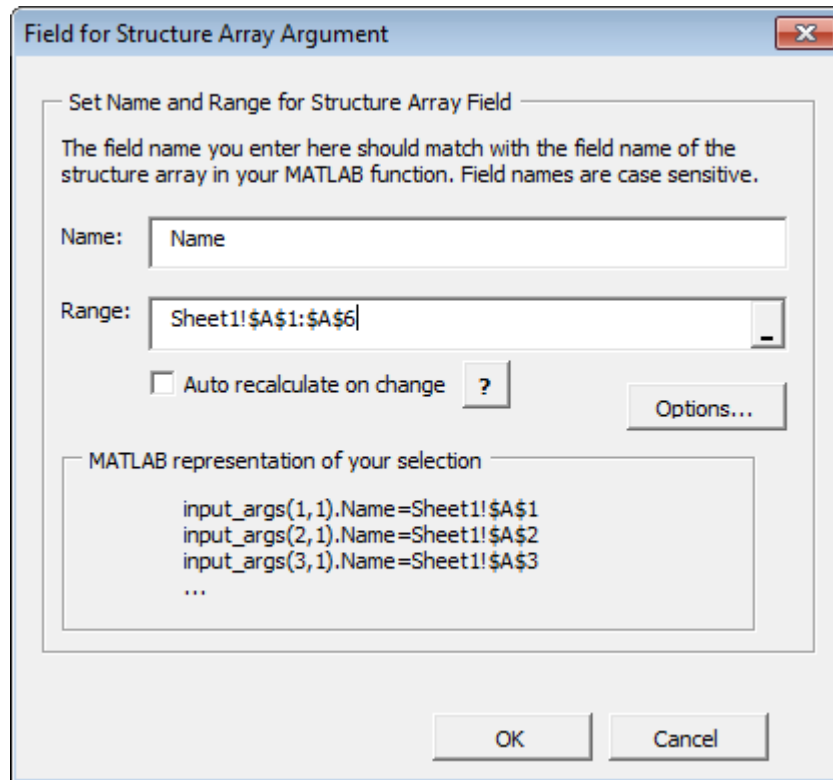 Field for Structure Array Argument
Set Name and Range for Structure Array Field
The field name you enter here should match with the field name of the
structure array in your MATLAB function. Field names are case sensitive.
Name: Name
Range: Sheet1!$A$1:$A$6
Auto recalculate on change ?
Options...
MATLAB representation of your selection
input_args(1,1).Name=Sheet1!$A$1
input_args(2,1).Name=Sheet1!$A$2
input_args(3,1).Name=Sheet1!$A$3
...
OK Cancel